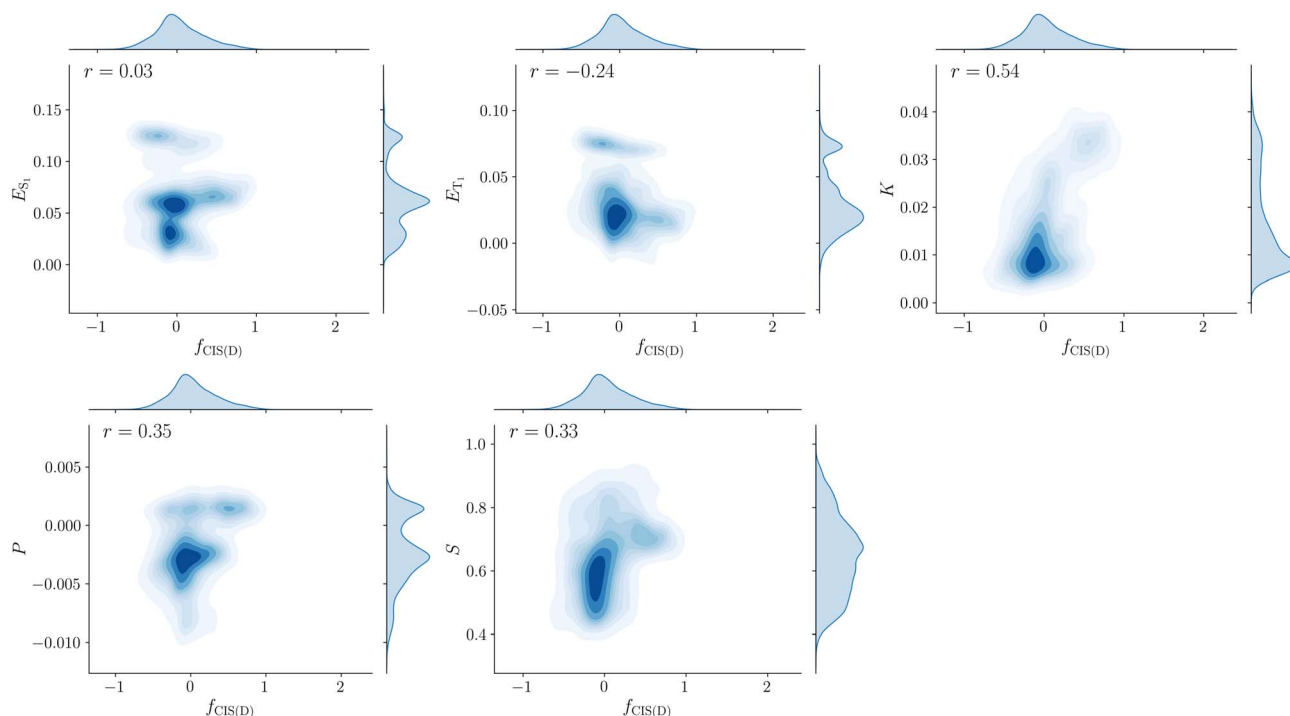 r = 0.03
0.15
0.10
0.05
0.00
E_{S_1}
−1 0 1 2
f_{CIS(D)}
r = −0.24
0.10
0.05
0.00
−0.05
E_{T_1}
−1 0 1 2
f_{CIS(D)}
r = 0.54
0.04
0.03
0.02
0.01
0.00
K
−1 0 1 2
f_{CIS(D)}
r = 0.35
0.005
0.000
−0.005
−0.010
P
−1 0 1 2
f_{CIS(D)}
r = 0.33
1.0
0.8
0.6
0.4
S
−1 0 1 2
f_{CIS(D)}